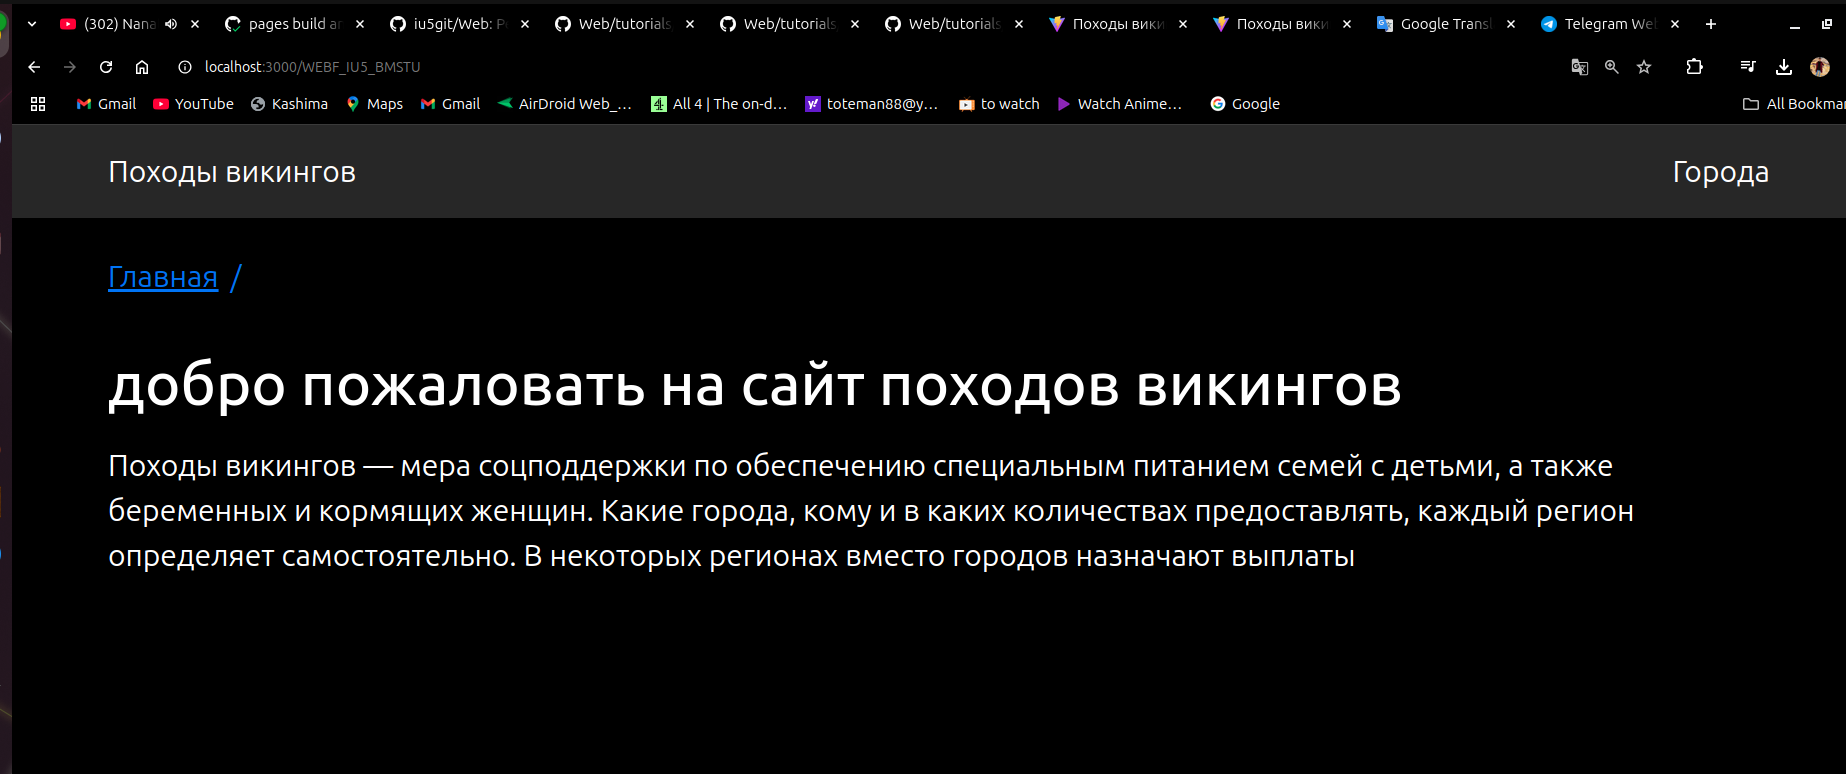 (302) Nana
pages build ar
iu5git/Web: P
Web/tutorials
Web/tutorials
Web/tutorials
Походы вики
Походы вики
Google Transl
Telegram Web
localhost:3000/WEBF_IU5_BMSTU
Gmail
YouTube
Kashima
Maps
Gmail
AirDroid Web_...
All 4 | The on-d...
toteman88@y...
to watch
Watch Anime...
Google
All Bookmar
Походы викингов
Города
Главная /
добро пожаловать на сайт походов викингов
Походы викингов — мера соцподдержки по обеспечению специальным питанием семей с детьми, а также
беременных и кормящих женщин. Какие города, кому и в каких количествах предоставлять, каждый регион
определяет самостоятельно. В некоторых регионах вместо городов назначают выплаты